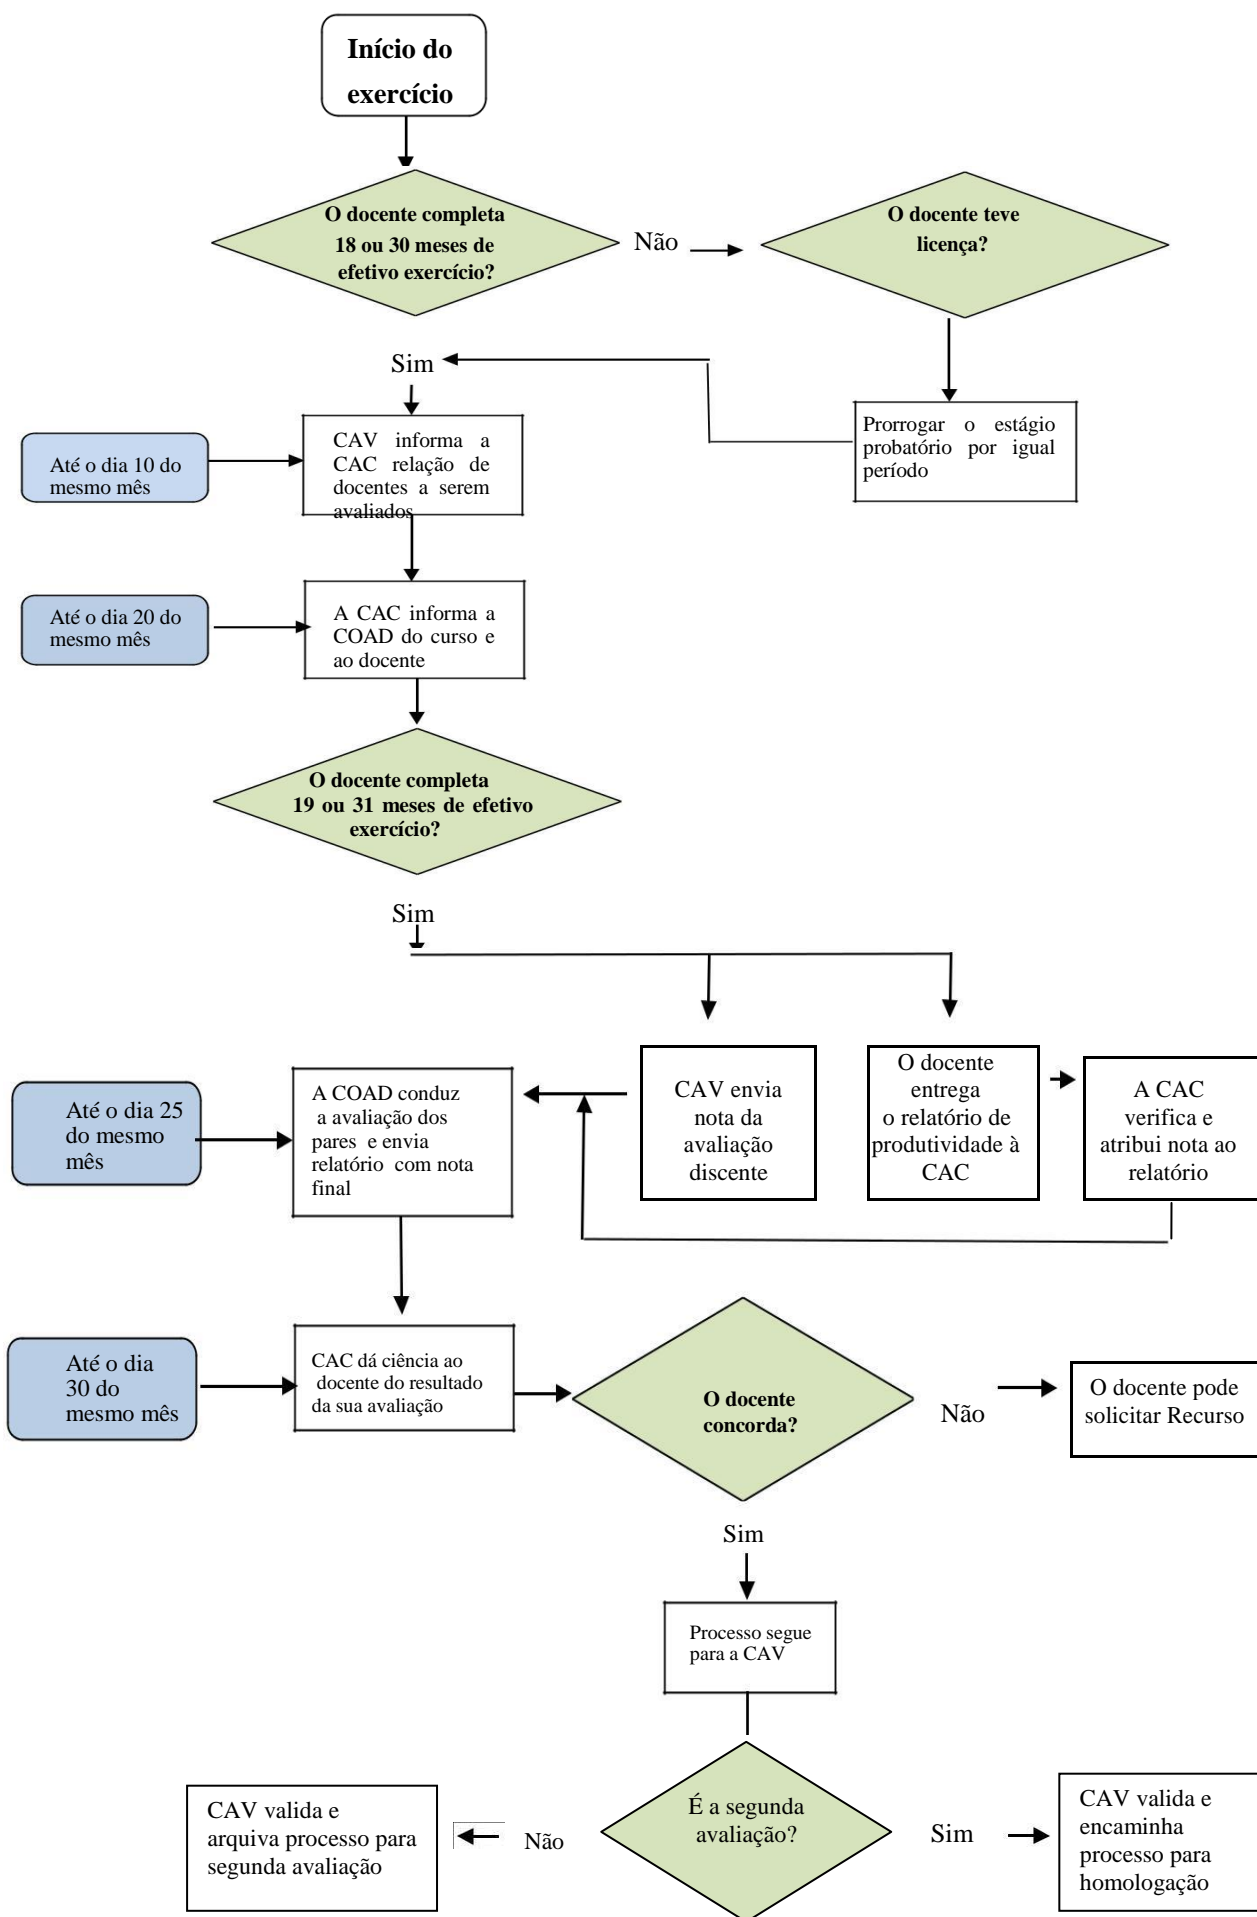 Início do
exercício
O docente completa
18 ou 30 meses de
efetivo exercício?
Não
O docente teve
licença?
Sim
Prorrogar o estágio
probatório por igual
período
Até o dia 10 do
mesmo mês
CAV informa a
CAC relação de
docentes a serem
avaliados
Até o dia 20 do
mesmo mês
A CAC informa a
COAD do curso e
ao docente
O docente completa
19 ou 31 meses de efetivo
exercício?
Sim
Até o dia 25
do mesmo
mês
A COAD conduz
a avaliação dos
pares e envia
relatório com nota
final
CAV envia
nota da
avaliação
discente
O docente
entrega
o relatório de
produtividade à
CAC
A CAC
verifica e
atribui nota ao
relatório
Até o dia
30 do
mesmo mês
CAC dá ciência ao
docente do resultado
da sua avaliação
O docente
concorda?
Não
O docente pode
solicitar Recurso
Sim
Processo segue
para a CAV
É a segunda
avaliação?
Não
CAV valida e
arquiva processo para
segunda avaliação
Sim
CAV valida e
encaminha
processo para
homologação